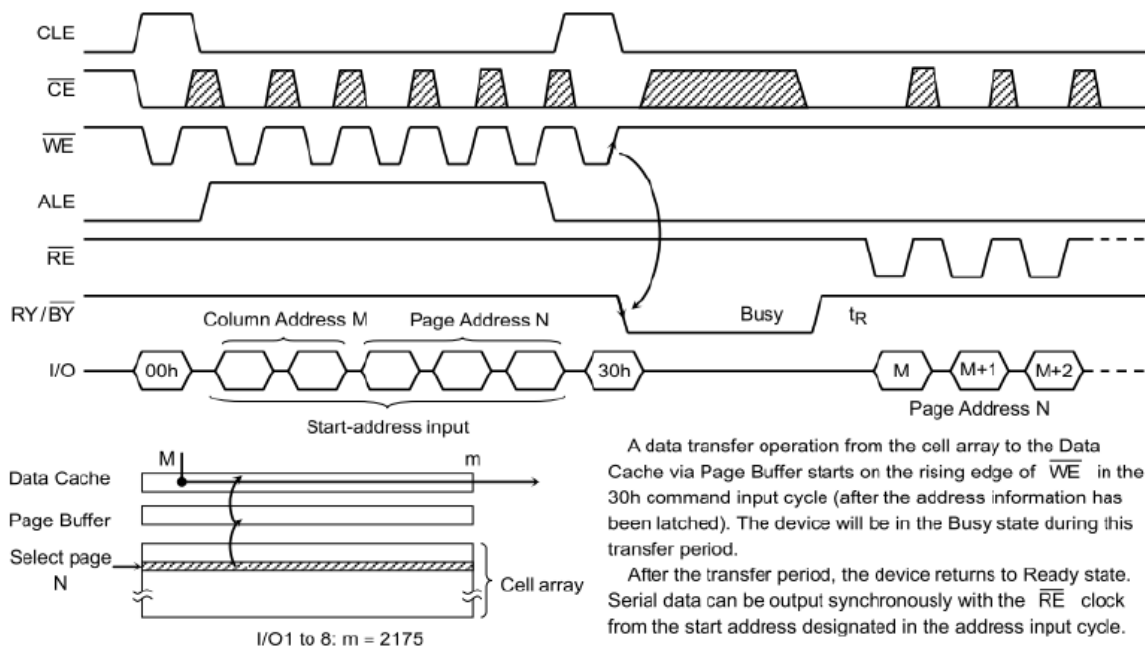 CLE
CE
WE
ALE
RE
RY/BY
Busy
tR
Column Address M
Page Address N
I/O
00h
30h
M
M+1
M+2
Start-address input
Page Address N
M
m
Data Cache
Page Buffer
Select page
N
Cell array
I/O1 to 8: m = 2175
A data transfer operation from the cell array to the Data
Cache via Page Buffer starts on the rising edge of WE in the
30h command input cycle (after the address information has
been latched). The device will be in the Busy state during this
transfer period.
After the transfer period, the device returns to Ready state.
Serial data can be output synchronously with the RE clock
from the start address designated in the address input cycle.